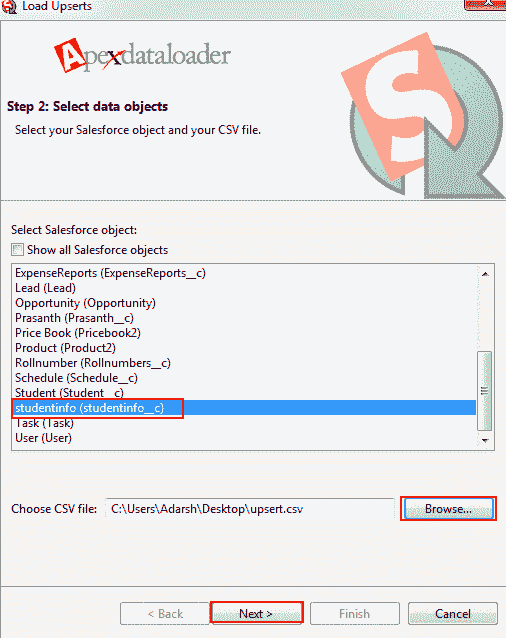 Load Upserts
Apexdataloader
Step 2: Select data objects
Select your Salesforce object and your CSV file.
Select Salesforce object:
Show all Salesforce objects
ExpenseReports (ExpenseReports__c)
Lead (Lead)
Opportunity (Opportunity)
Prasanth (Prasanth__c)
Price Book (Pricebook2)
Product (Product2)
Rollnumber (Rollnumbers__c)
Schedule (Schedule__c)
Student (Student__c)
studentinfo (studentinfo__c)
Task (Task)
User (User)
Choose CSV file: C:\Users\Adarsh\Desktop\upsert.csv Browse...
< Back Next > Finish Cancel